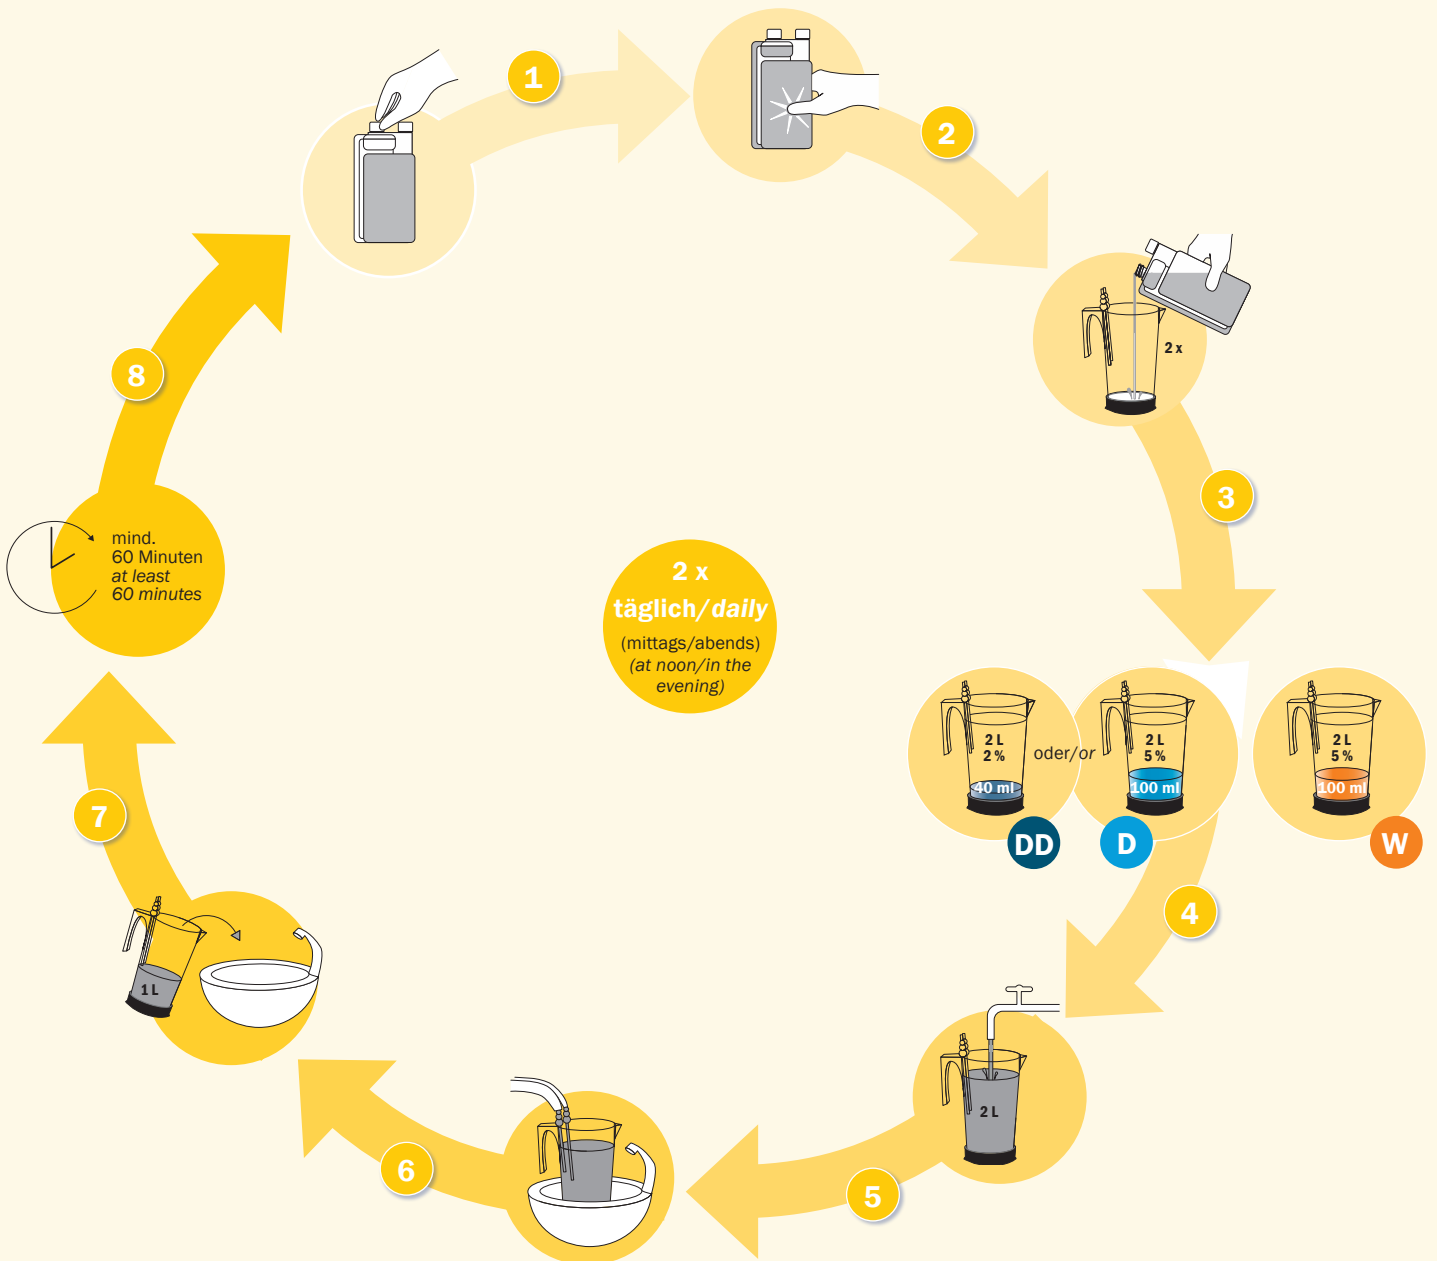 1
2
2 x
3
2 L
2 %
40 ml
DD
oder/or
2 L
5 %
100 ml
D
2 L
5 %
100 ml
W
4
2 L
5
6
1 L
7
mind.
60 Minuten
at least
60 minutes
8
2 x
täglich/daily
(mittags/abends)
(at noon/in the
evening)